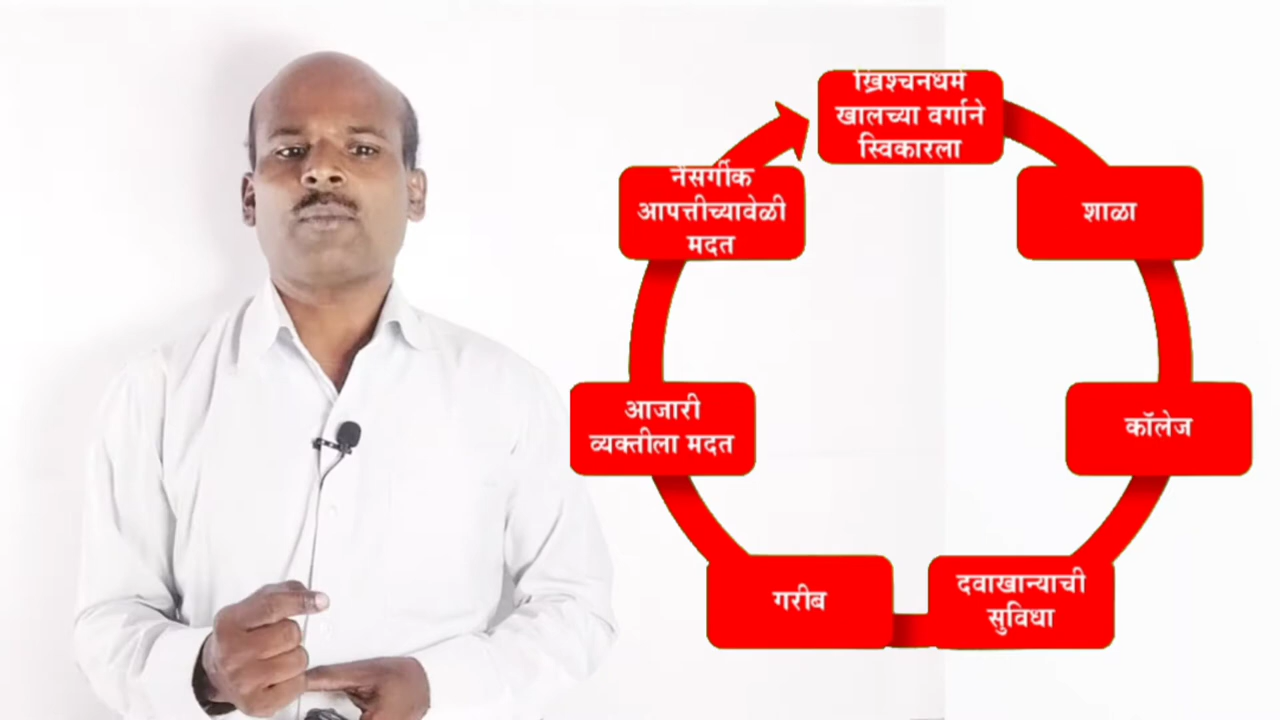 ख्रिश्चनधर्म
खालच्या वर्गाने
स्विकारला
शाळा
कॉलेज
दवाखान्याची
सुविधा
गरीब
आजारी
व्यक्तीला मदत
नैसर्गीक
आपत्तीच्यावेळी
मदत